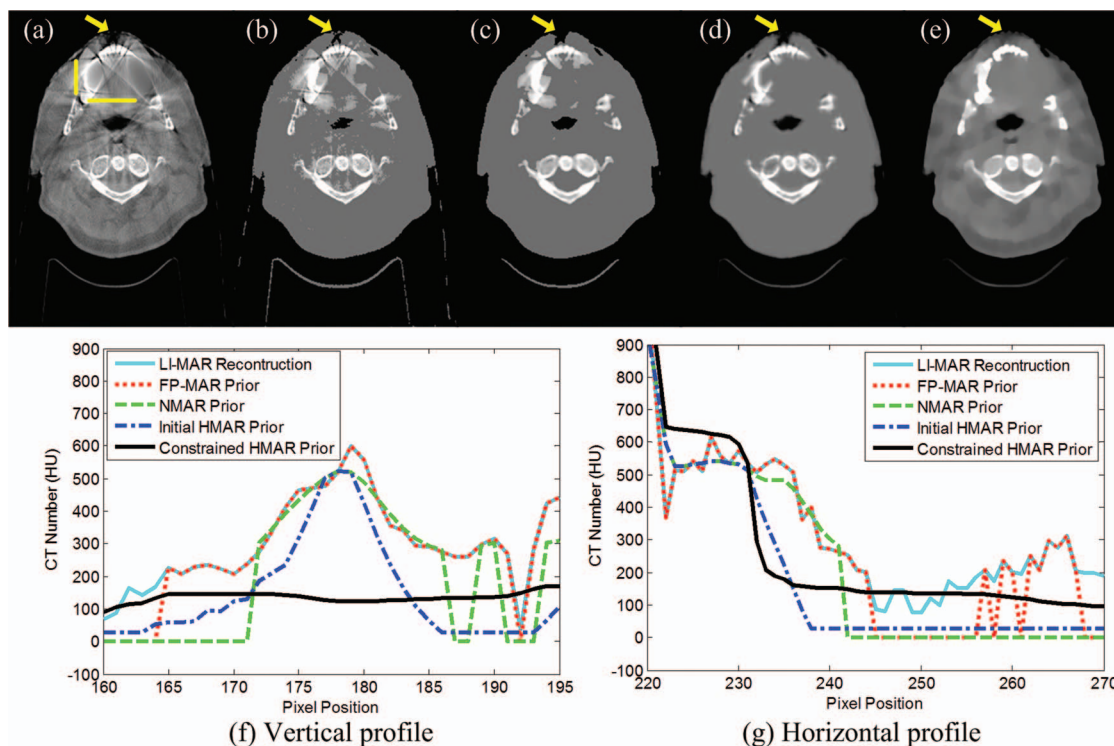 (a) (b) (c) (d) (e)
900
800
700
600
500
400
300
200
100
0
-100
CT Number (HU)
LI-MAR Recontruction
FP-MAR Prior
NMAR Prior
Initial HMAR Prior
Constrained HMAR Prior
160 165 170 175 180 185 190 195
Pixel Position
(f) Vertical profile
900
800
700
600
500
400
300
200
100
0
-100
CT Number (HU)
LI-MAR Recontruction
FP-MAR Prior
NMAR Prior
Initial HMAR Prior
Constrained HMAR Prior
220 230 240 250 260 270
Pixel Position
(g) Horizontal profile